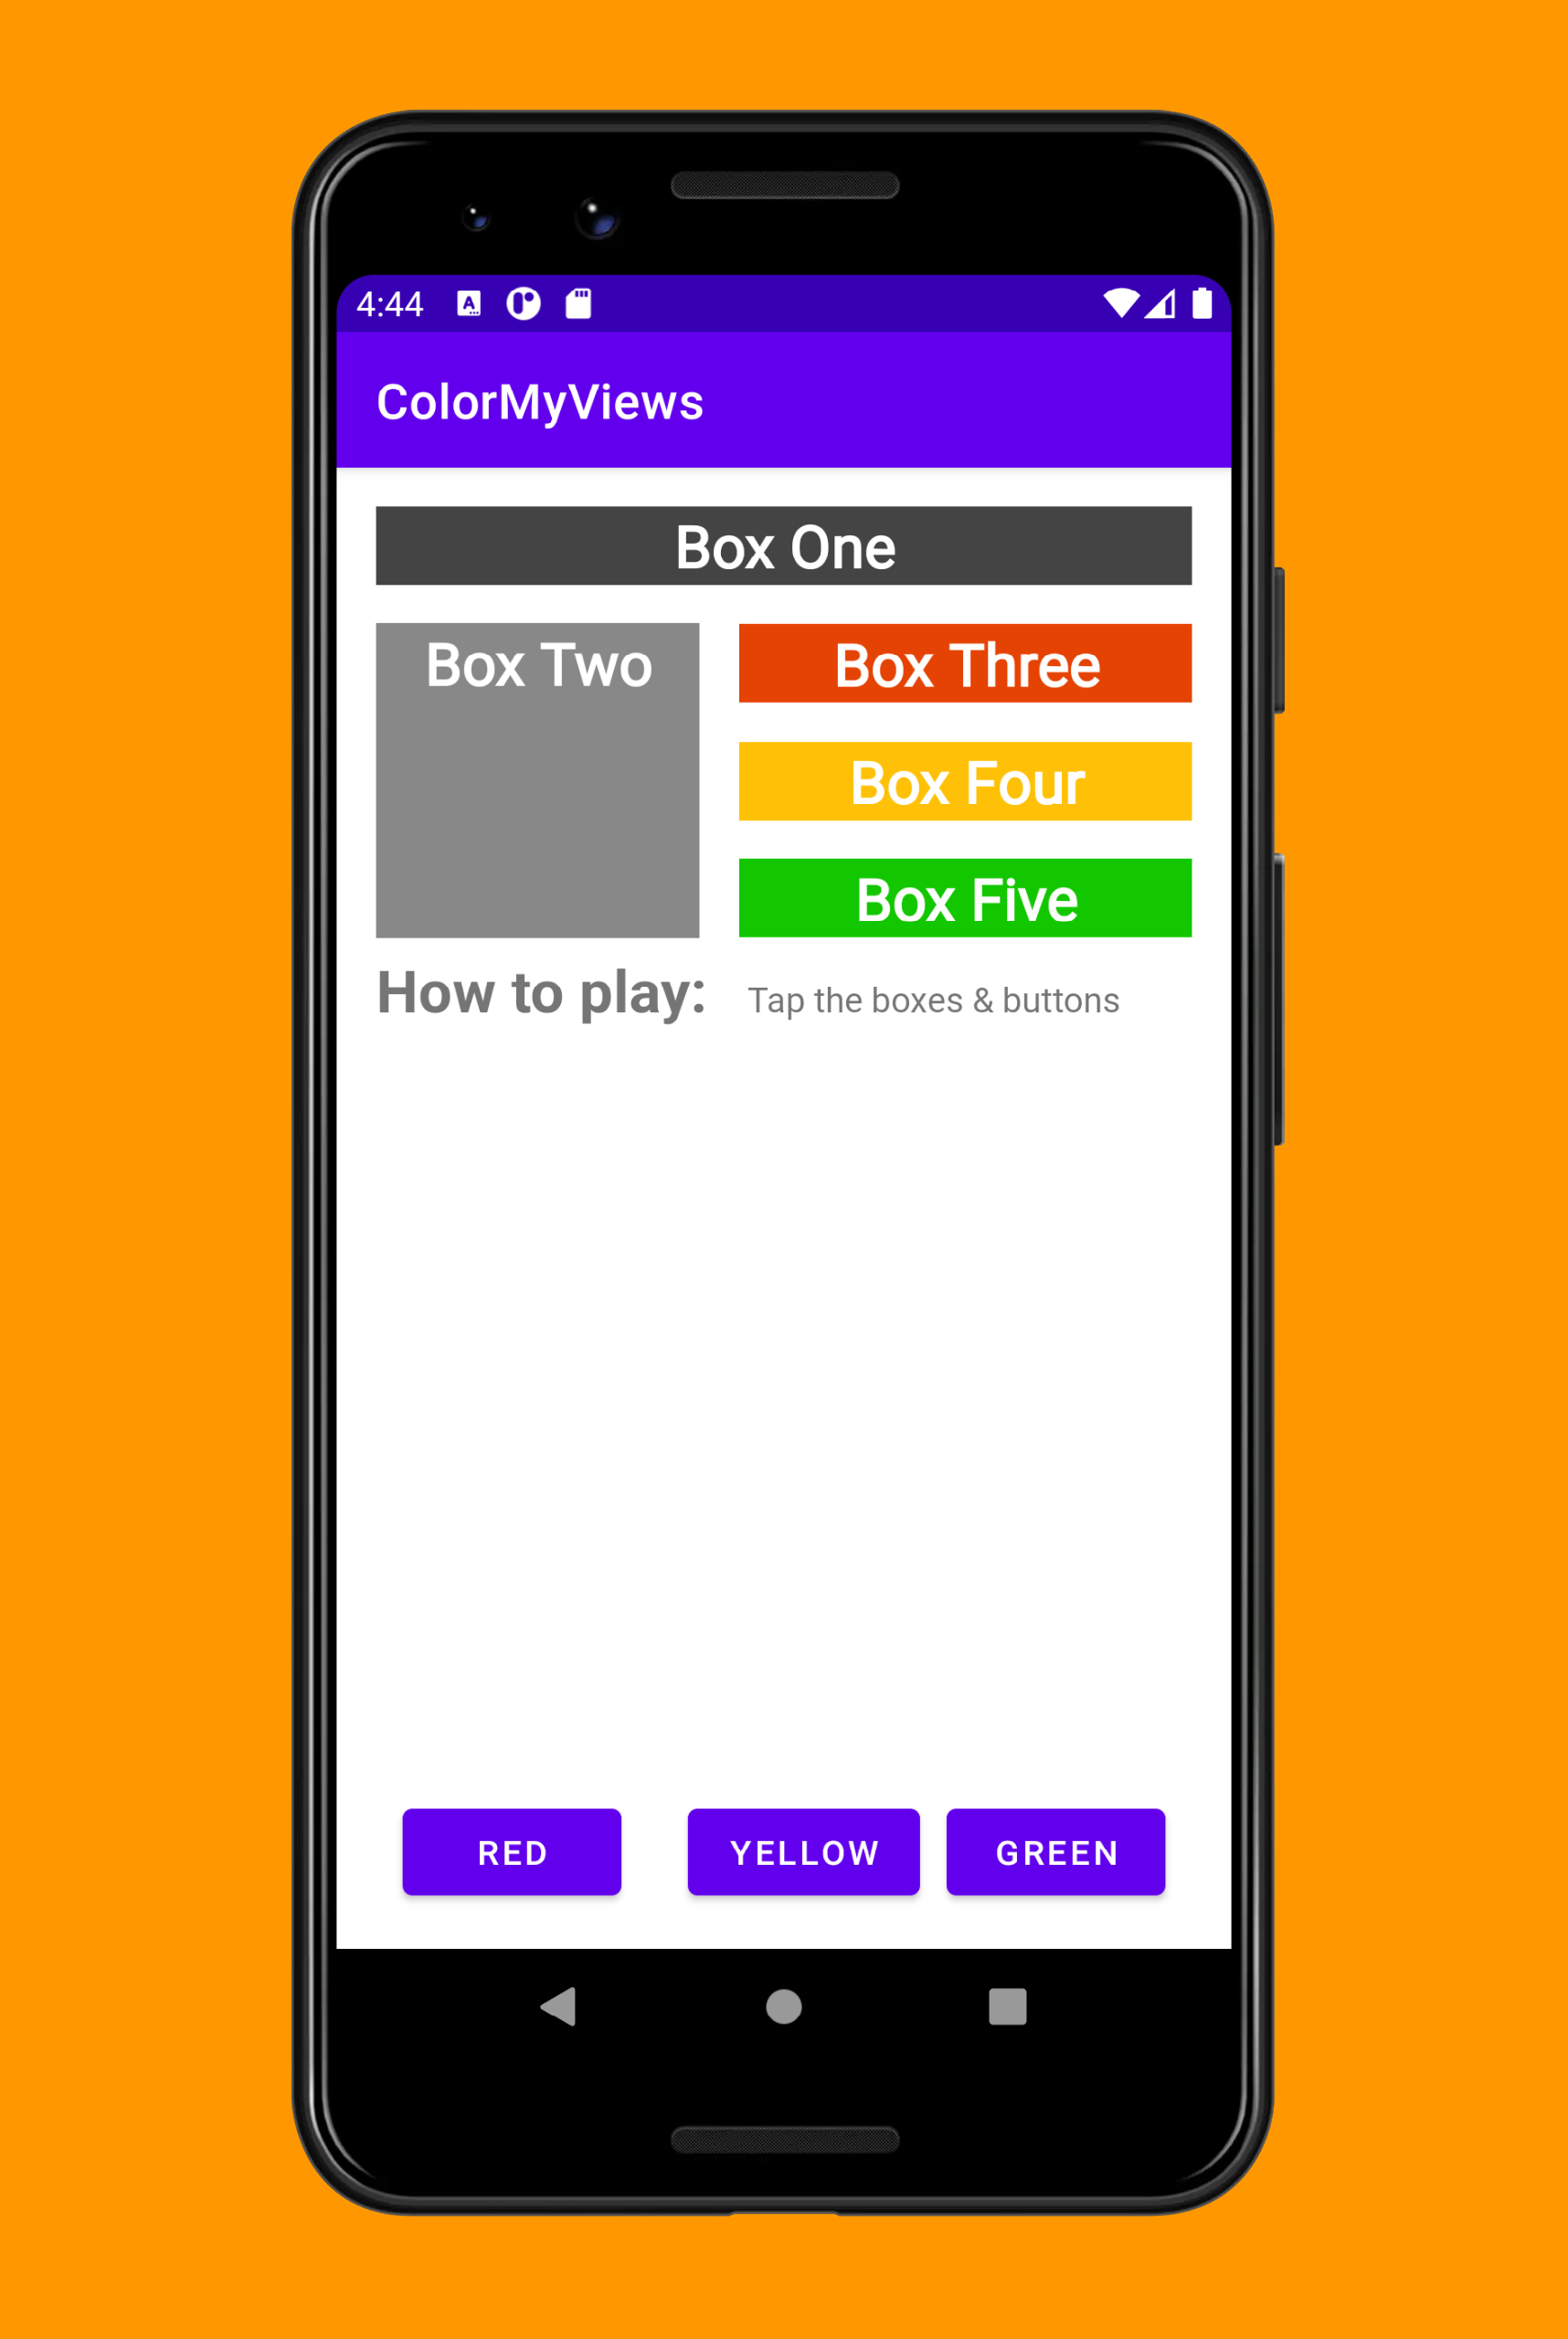 4:44
ColorMyViews
Box One
Box Two
Box Three
Box Four
Box Five
How to play: Tap the boxes & buttons
RED YELLOW GREEN